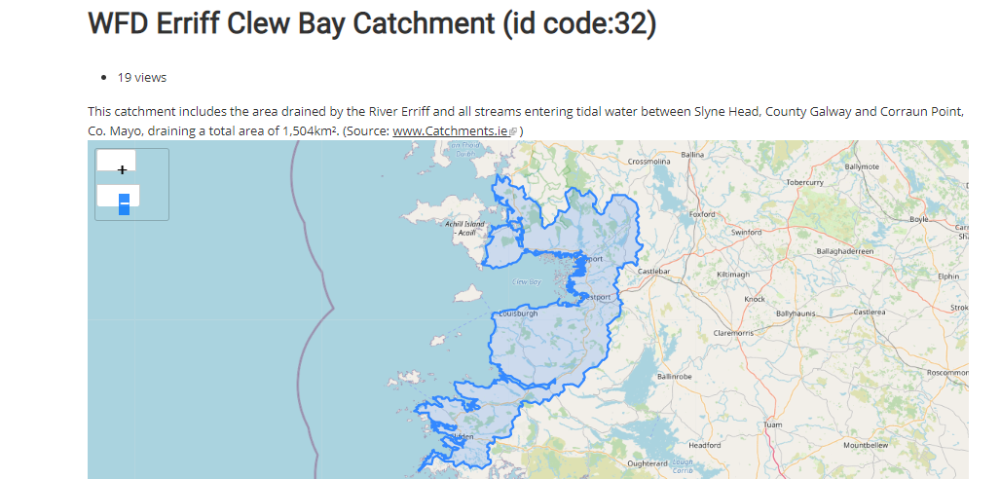 WFD Erriff Clew Bay Catchment (id code:32)
19 views
This catchment includes the area drained by the River Erriff and all streams entering tidal water between Slyne Head, County Galway and Corraun Point,
Co. Mayo, draining a total area of 1,504km². (Source: www.Catchments.ie)
+
−
Crossmolina
Ballina
Ballymote
Tobercurry
Foxford
Boyle
Achill Island
- Acaill
Swinford
Ballaghaderreen
port
Castlebar
Kiltimagh
Elphin
Clew Bay
estport
Knock
Strok
Louisburgh
Ballyhaunis
Castlerea
Claremorris
Ballinrobe
Roscommon
Tuam
Headford
Mountbellew
Oughterard
Lough
Corrib